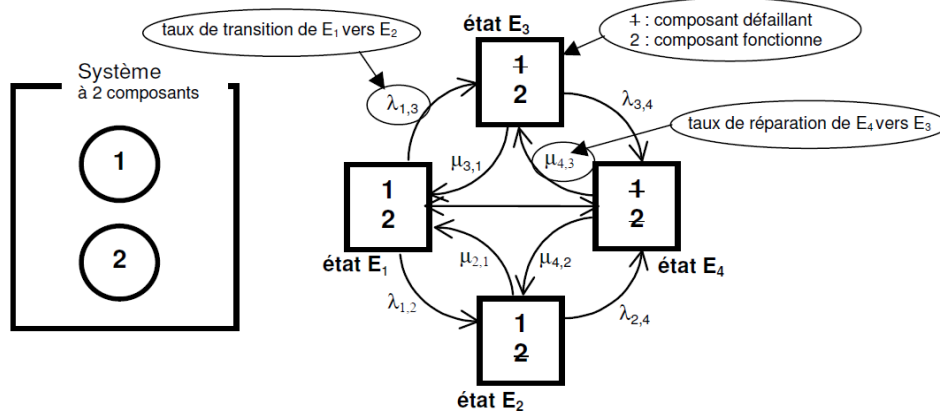 taux de transition de E₁ vers E₂
état E₃
1 : composant défaillant
2 : composant fonctionne
Système
à 2 composants
1
2
λ₁,₃
1
2
λ₃,₄
taux de réparation de E₄ vers E₃
μ₃,₁
μ₄,₃
1
2
1
2
état E₁
μ₂,₁
μ₄,₂
état E₄
λ₁,₂
1
2
λ₂,₄
état E₂